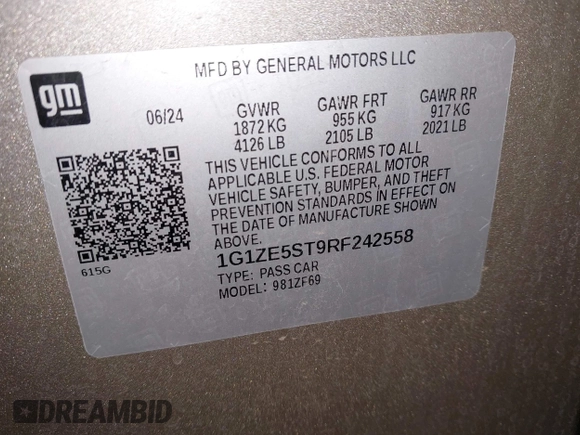 MFD BY GENERAL MOTORS LLC
gm
06/24
GVWR
1872 KG
4126 LB
GAWR FRT
955 KG
2105 LB
GAWR RR
917 KG
2021 LB
THIS VEHICLE CONFORMS TO ALL
APPLICABLE U.S. FEDERAL MOTOR
VEHICLE SAFETY, BUMPER, AND THEFT
PREVENTION STANDARDS IN EFFECT ON
THE DATE OF MANUFACTURE SHOWN
ABOVE.
615G
1G1ZE5ST9RF242558
TYPE: PASS CAR
MODEL: 981ZF69
DREAMBID